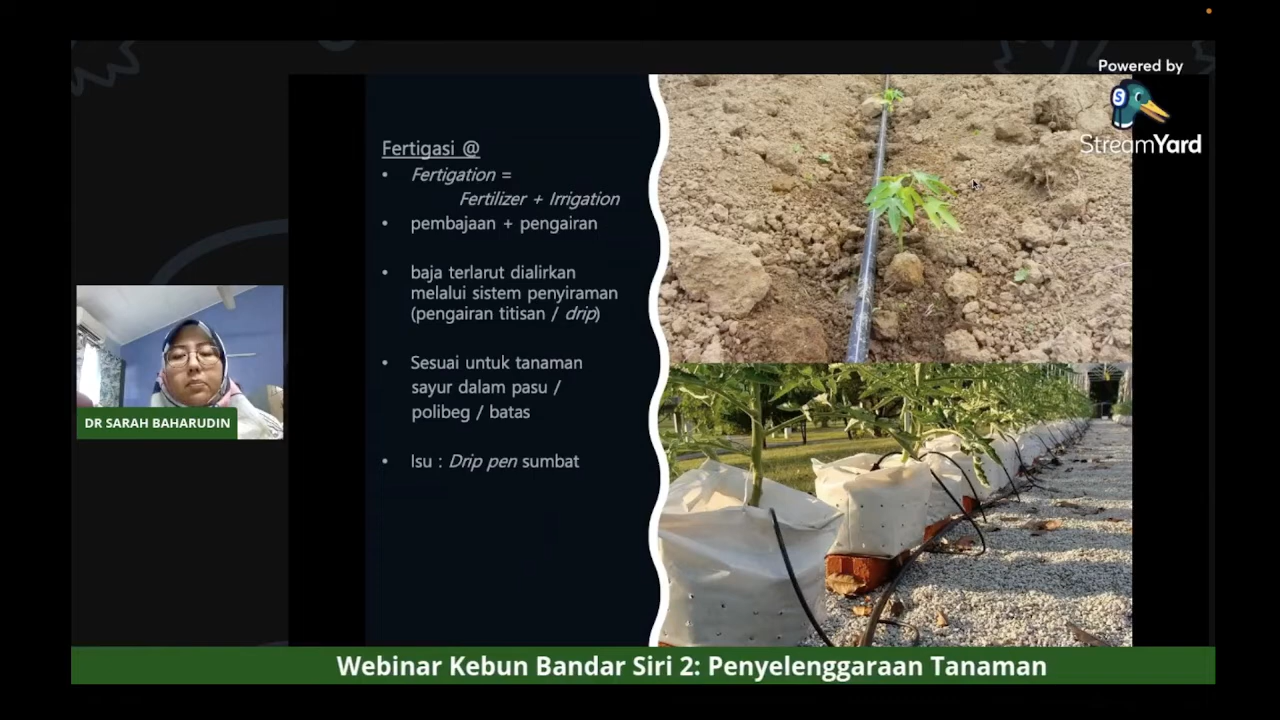 Powered by
StreamYard
Fertigasi @
• Fertigation =
Fertilizer + Irrigation
• pembajaan + pengairan
• baja terlarut dialirkan
melalui sistem penyiraman
(pengairan titisan / drip)
• Sesuai untuk tanaman
sayur dalam pasu /
polibeg / batas
• Isu : Drip pen sumbat
DR SARAH BAHARUDIN
Webinar Kebun Bandar Siri 2: Penyelenggaraan Tanaman